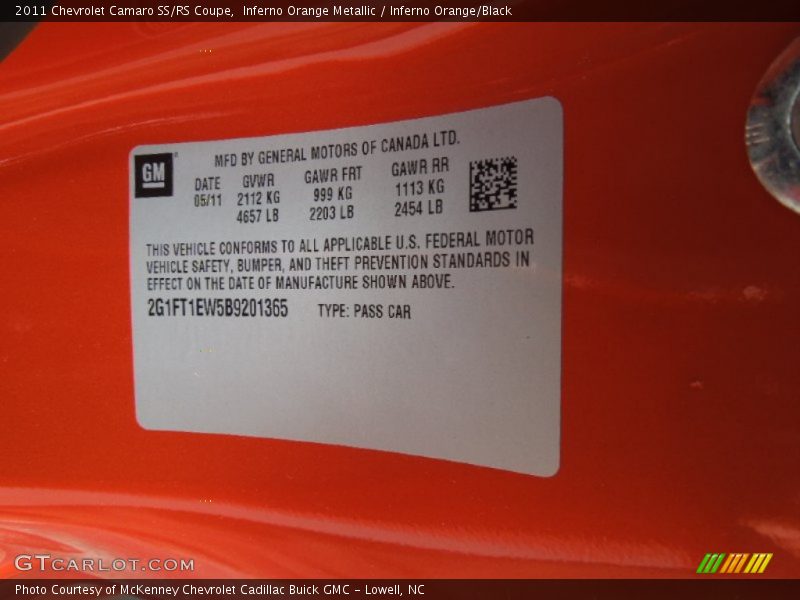 2011 Chevrolet Camaro SS/RS Coupe,  Inferno Orange Metallic / Inferno Orange/Black
GM
MFD BY GENERAL MOTORS OF CANADA LTD.
DATE GVWR GAWR FRT GAWR RR
05/11 2112 KG 999 KG 1113 KG
4657 LB 2203 LB 2454 LB
THIS VEHICLE CONFORMS TO ALL APPLICABLE U.S. FEDERAL MOTOR
VEHICLE SAFETY, BUMPER, AND THEFT PREVENTION STANDARDS IN
EFFECT ON THE DATE OF MANUFACTURE SHOWN ABOVE.
2G1FT1EW5B9201365 TYPE: PASS CAR
GTCARLOT.COM
Photo Courtesy of McKenney Chevrolet Cadillac Buick GMC – Lowell, NC